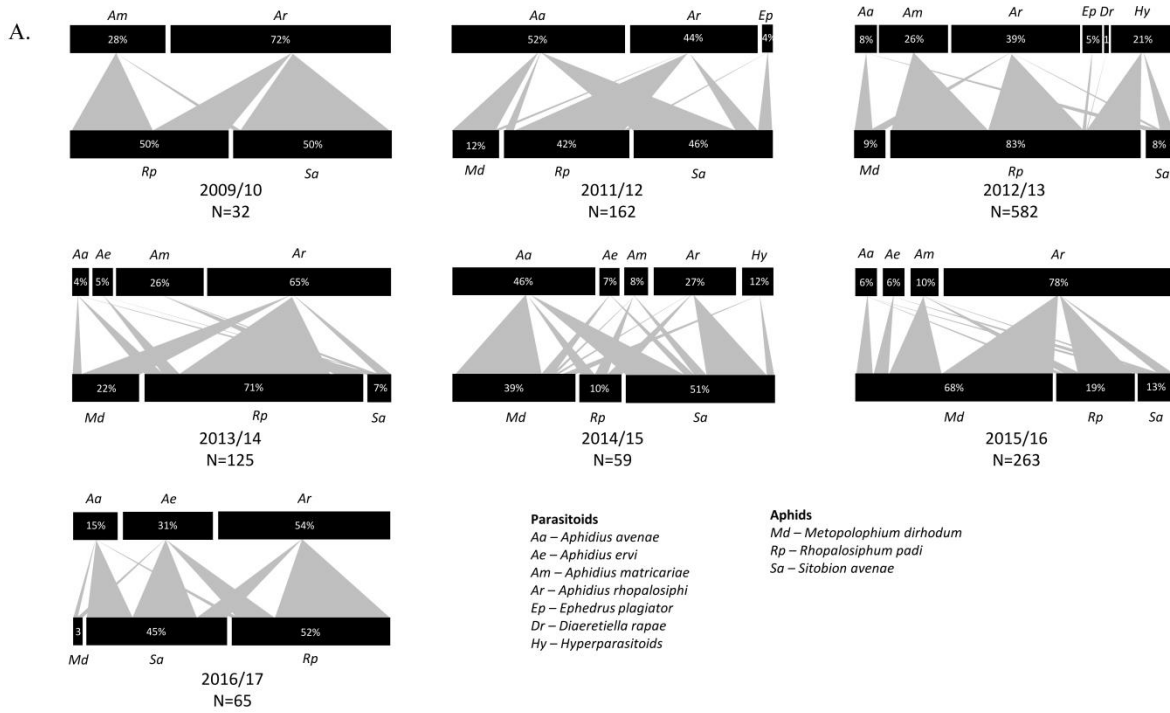 A.
Am Ar
28% 72%
50% 50%
Rp Sa
2009/10
N=32
Aa Ar Ep
52% 44% 4%
12% 42% 46%
Md Rp Sa
2011/12
N=162
Aa Am Ar Ep Dr Hy
8% 26% 39% 5% 1 21%
9% 83% 8%
Md Rp Sa
2012/13
N=582
Aa Ae Am Ar
4% 5% 26% 65%
22% 71% 7%
Md Rp Sa
2013/14
N=125
Aa Ae Am Ar Hy
46% 7% 8% 27% 12%
39% 10% 51%
Md Rp Sa
2014/15
N=59
Aa Ae Am Ar
6% 6% 10% 78%
68% 19% 13%
Md Rp Sa
2015/16
N=263
Aa Ae Ar
15% 31% 54%
3 45% 52%
Md Sa Rp
2016/17
N=65
Parasitoids
Aa – Aphidius avenae
Ae – Aphidius ervi
Am – Aphidius matricariae
Ar – Aphidius rhopalosiphi
Ep – Ephedrus plagiator
Dr – Diaeretiella rapae
Hy – Hyperparasitoids
Aphids
Md – Metopolophium dirhodum
Rp – Rhopalosiphum padi
Sa – Sitobion avenae